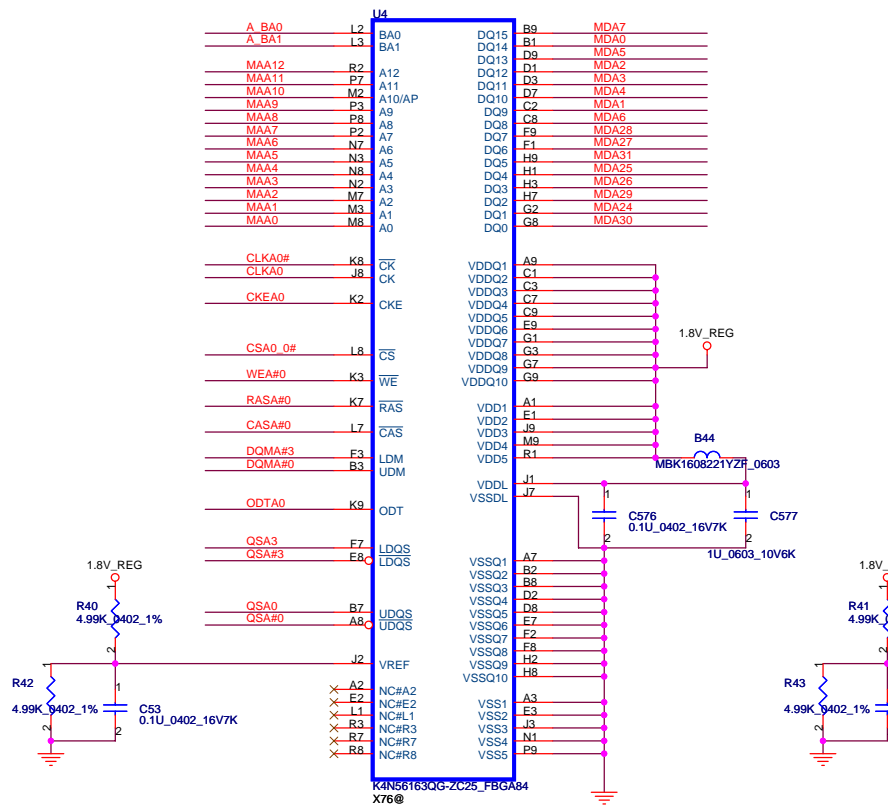 U4
A_BA0 L2 BA0 DQ15 B9 MDA7
A_BA1 L3 BA1 DQ14 B1 MDA0
DQ13 D9 MDA5
MAA12 R2 A12 DQ12 D1 MDA2
MAA11 P7 A11 DQ11 D3 MDA3
MAA10 M2 A10/AP DQ10 D7 MDA4
MAA9 P3 A9 DQ9 C2 MDA1
MAA8 P8 A8 DQ8 C8 MDA6
MAA7 P2 A7 DQ7 F9 MDA28
MAA6 N7 A6 DQ6 F1 MDA27
MAA5 N3 A5 DQ5 H9 MDA31
MAA4 N8 A4 DQ4 H1 MDA25
MAA3 N2 A3 DQ3 H3 MDA26
MAA2 M7 A2 DQ2 H7 MDA29
MAA1 M3 A1 DQ1 G2 MDA24
MAA0 M8 A0 DQ0 G8 MDA30
CLKA0# K8 CK VDDQ1 A9
CLKA0 J8 CK VDDQ2 C1
VDDQ3 C3
CKEA0 K2 CKE VDDQ4 C7
VDDQ5 C9
VDDQ6 E9
VDDQ7 G1
1.8V_REG
CSA0_0# L8 CS VDDQ8 G3
VDDQ9 G7
WEA#0 K3 WE VDDQ10 G9
RASA#0 K7 RAS VDD1 A1
VDD2 E1
CASA#0 L7 CAS VDD3 J9
VDD4 M9
B44
DQMA#3 F3 LDM VDD5 R1
MBK1608221YZF_0603
DQMA#0 B3 UDM
VDDL J1
VSSDL J7
1 1
ODTA0 K9 ODT
C576 C577
0.1U_0402_16V7K
2 2
1U_0603_10V6K
QSA3 F7 LDQS
QSA#3 E8 LDQS VSSQ1 A7
1.8V_REG
1.8V_
VSSQ2 B2
VSSQ3 B8
VSSQ4 D2
QSA0 B7 UDQS VSSQ5 D8
QSA#0 A8 UDQS VSSQ6 E7
VSSQ7 F2
VSSQ8 F8
1
R40
4.99K_0402_1%
2
R41
4.99K
2
J2 VREF VSSQ9 H2
VSSQ10 H8
1 1
R42
4.99K_0402_1%
2
C53
0.1U_0402_16V7K
2
A2 NC#A2
E2 NC#E2 VSS1 A3
L1 NC#L1 VSS2 E3
R3 NC#R3 VSS3 J3
R7 NC#R7 VSS4 N1
R8 NC#R8 VSS5 P9
1 1
R43
4.99K_0402_1%
2 2
K4N56163QG-ZC25_FBGA84
X76@